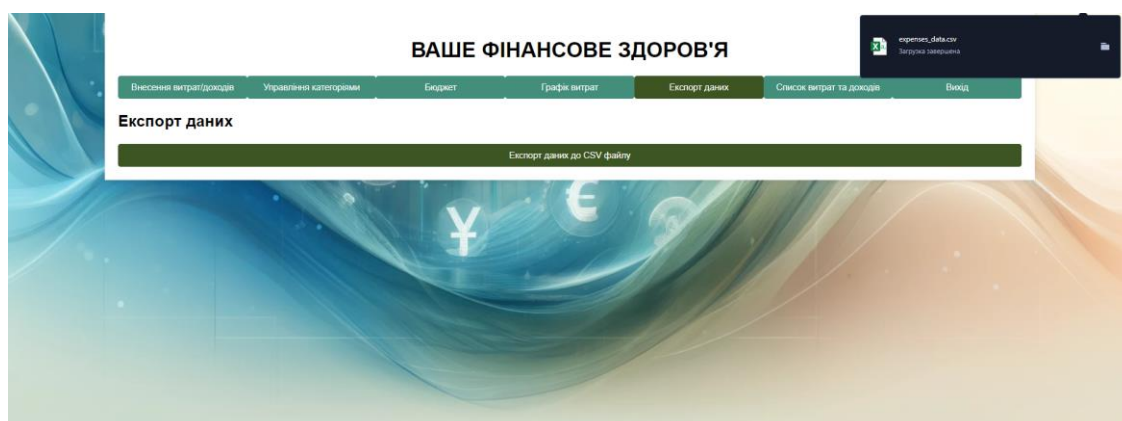 ВАШЕ ФІНАНСОВЕ ЗДОРОВ'Я
expenses_data.csv
Загрузка завершена
Внесення витрат/доходів Управління категоріями Бюджет Графік витрат Експорт даних Список витрат та доходів Вихід
Експорт даних
Експорт даних до CSV файлу